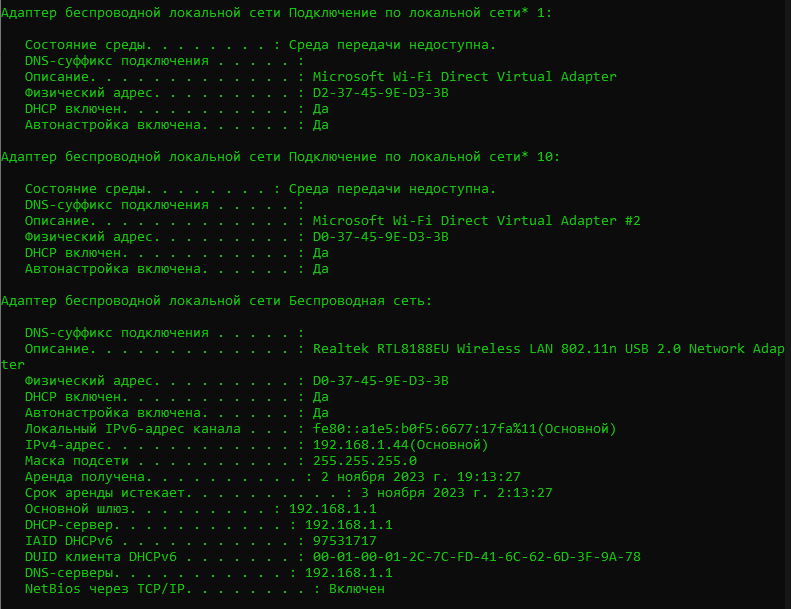 Адаптер беспроводной локальной сети Подключение по локальной сети* 1:
Состояние среды. . . . . . . . : Среда передачи недоступна.
DNS-суффикс подключения . . . . . :
Описание. . . . . . . . . . . . . : Microsoft Wi-Fi Direct Virtual Adapter
Физический адрес. . . . . . . . . : D2-37-45-9E-D3-3B
DHCP включен. . . . . . . . . . . : Да
Автонастройка включена. . . . . . : Да
Адаптер беспроводной локальной сети Подключение по локальной сети* 10:
Состояние среды. . . . . . . . : Среда передачи недоступна.
DNS-суффикс подключения . . . . . :
Описание. . . . . . . . . . . . . : Microsoft Wi-Fi Direct Virtual Adapter #2
Физический адрес. . . . . . . . . : D0-37-45-9E-D3-3B
DHCP включен. . . . . . . . . . . : Да
Автонастройка включена. . . . . . : Да
Адаптер беспроводной локальной сети Беспроводная сеть:
DNS-суффикс подключения . . . . . :
Описание. . . . . . . . . . . . . : Realtek RTL8188EU Wireless LAN 802.11n USB 2.0 Network Adap
ter
Физический адрес. . . . . . . . . : D0-37-45-9E-D3-3B
DHCP включен. . . . . . . . . . . : Да
Автонастройка включена. . . . . . : Да
Локальный IPv6-адрес канала . . . : fe80::a1e5:b0f5:6677:17fa%11(Основной)
IPv4-адрес. . . . . . . . . . . . : 192.168.1.44(Основной)
Маска подсети . . . . . . . . . . : 255.255.255.0
Аренда получена. . . . . . . . . . : 2 ноября 2023 г. 19:13:27
Срок аренды истекает. . . . . . . . . . : 3 ноября 2023 г. 2:13:27
Основной шлюз. . . . . . . . . : 192.168.1.1
DHCP-сервер. . . . . . . . . . . : 192.168.1.1
IAID DHCPv6 . . . . . . . . . . . : 97531717
DUID клиента DHCPv6 . . . . . . . : 00-01-00-01-2C-7C-FD-41-6C-62-6D-3F-9A-78
DNS-серверы. . . . . . . . . . . : 192.168.1.1
NetBios через TCP/IP. . . . . . . . : Включен